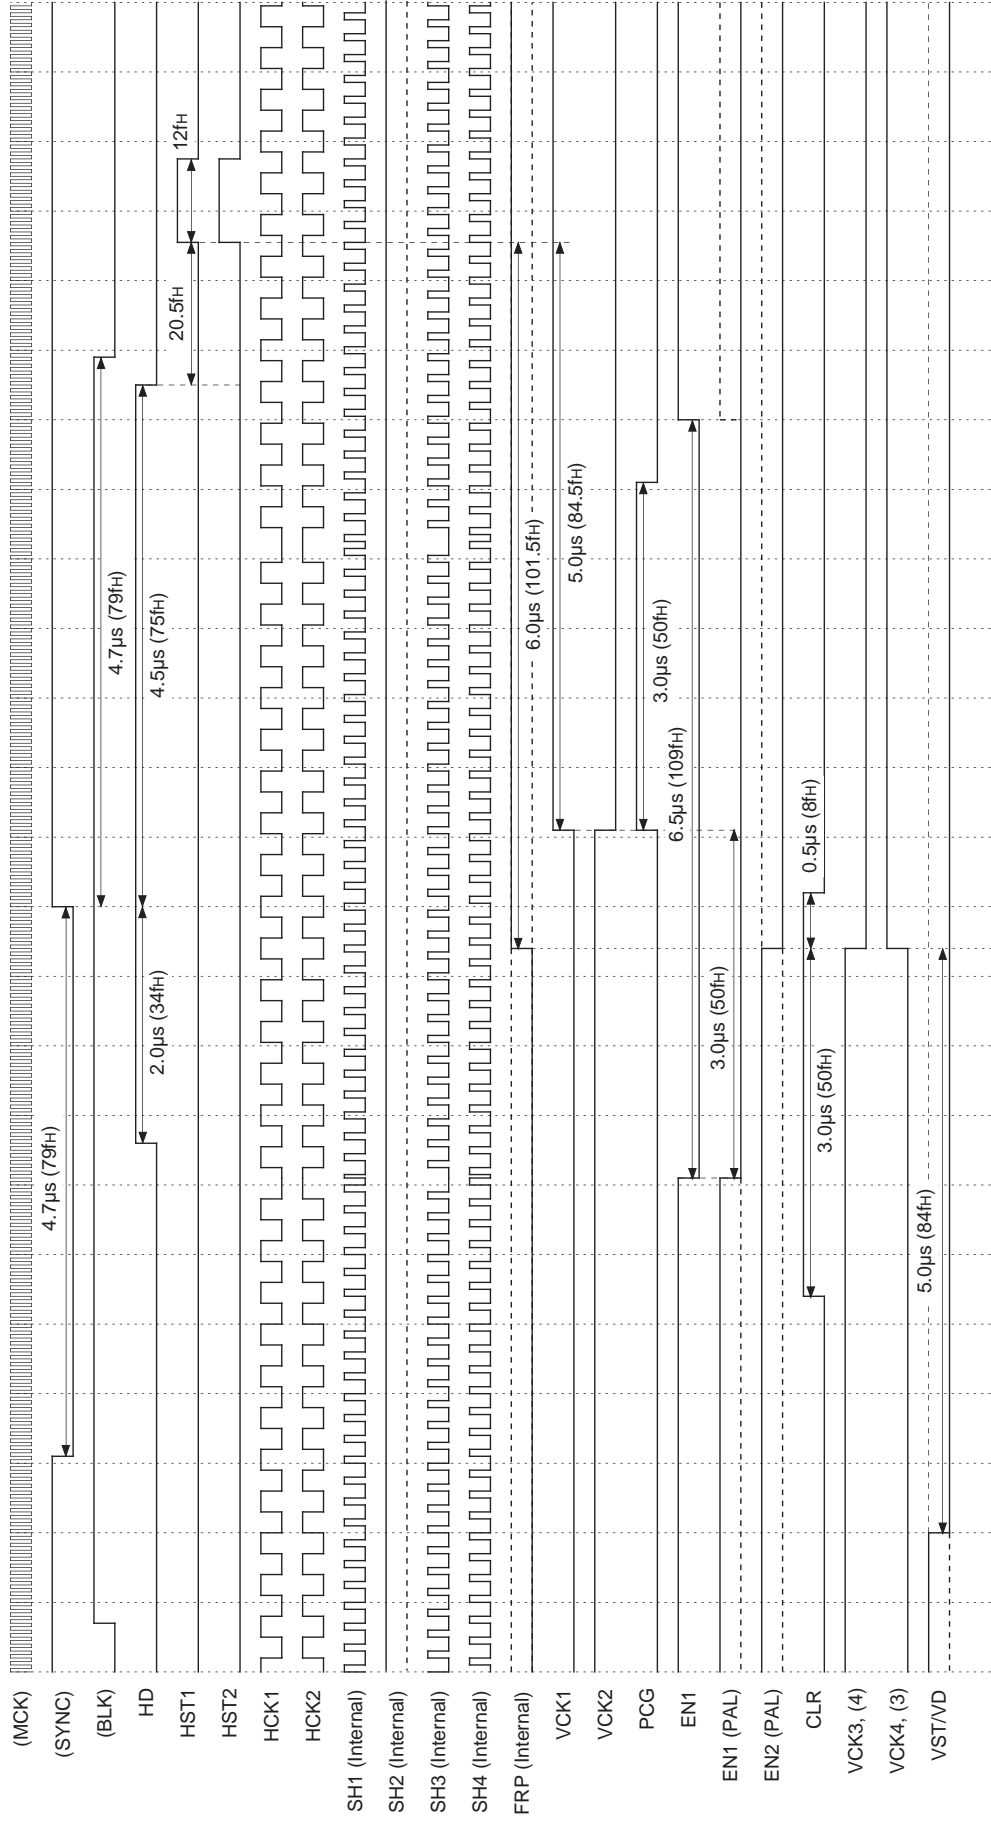 (MCK)
(SYNC)
(BLK)
HD
HST1
HST2
HCK1
HCK2
SH1 (Internal)
SH2 (Internal)
SH3 (Internal)
SH4 (Internal)
FRP (Internal)
VCK1
VCK2
PCG
EN1
EN1 (PAL)
EN2 (PAL)
CLR
VCK3, (4)
VCK4, (3)
VST/VD
4.7µs (79fH)
4.7µs (79fH)
2.0µs (34fH)
4.5µs (75fH)
20.5fH
12fH
6.0µs (101.5fH)
5.0µs (84.5fH)
3.0µs (50fH)
6.5µs (109fH)
3.0µs (50fH)
3.0µs (50fH)
0.5µs (8fH)
5.0µs (84fH)